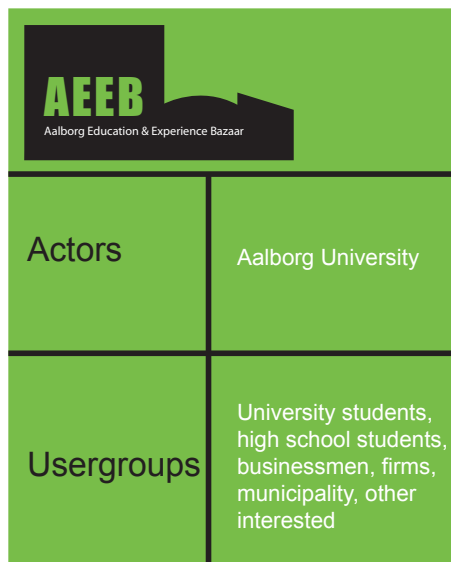 AEEB
Aalborg Education & Experience Bazaar
Actors
Aalborg University
Usergroups
University students,
high school students,
businessmen, firms,
municipality, other
interested